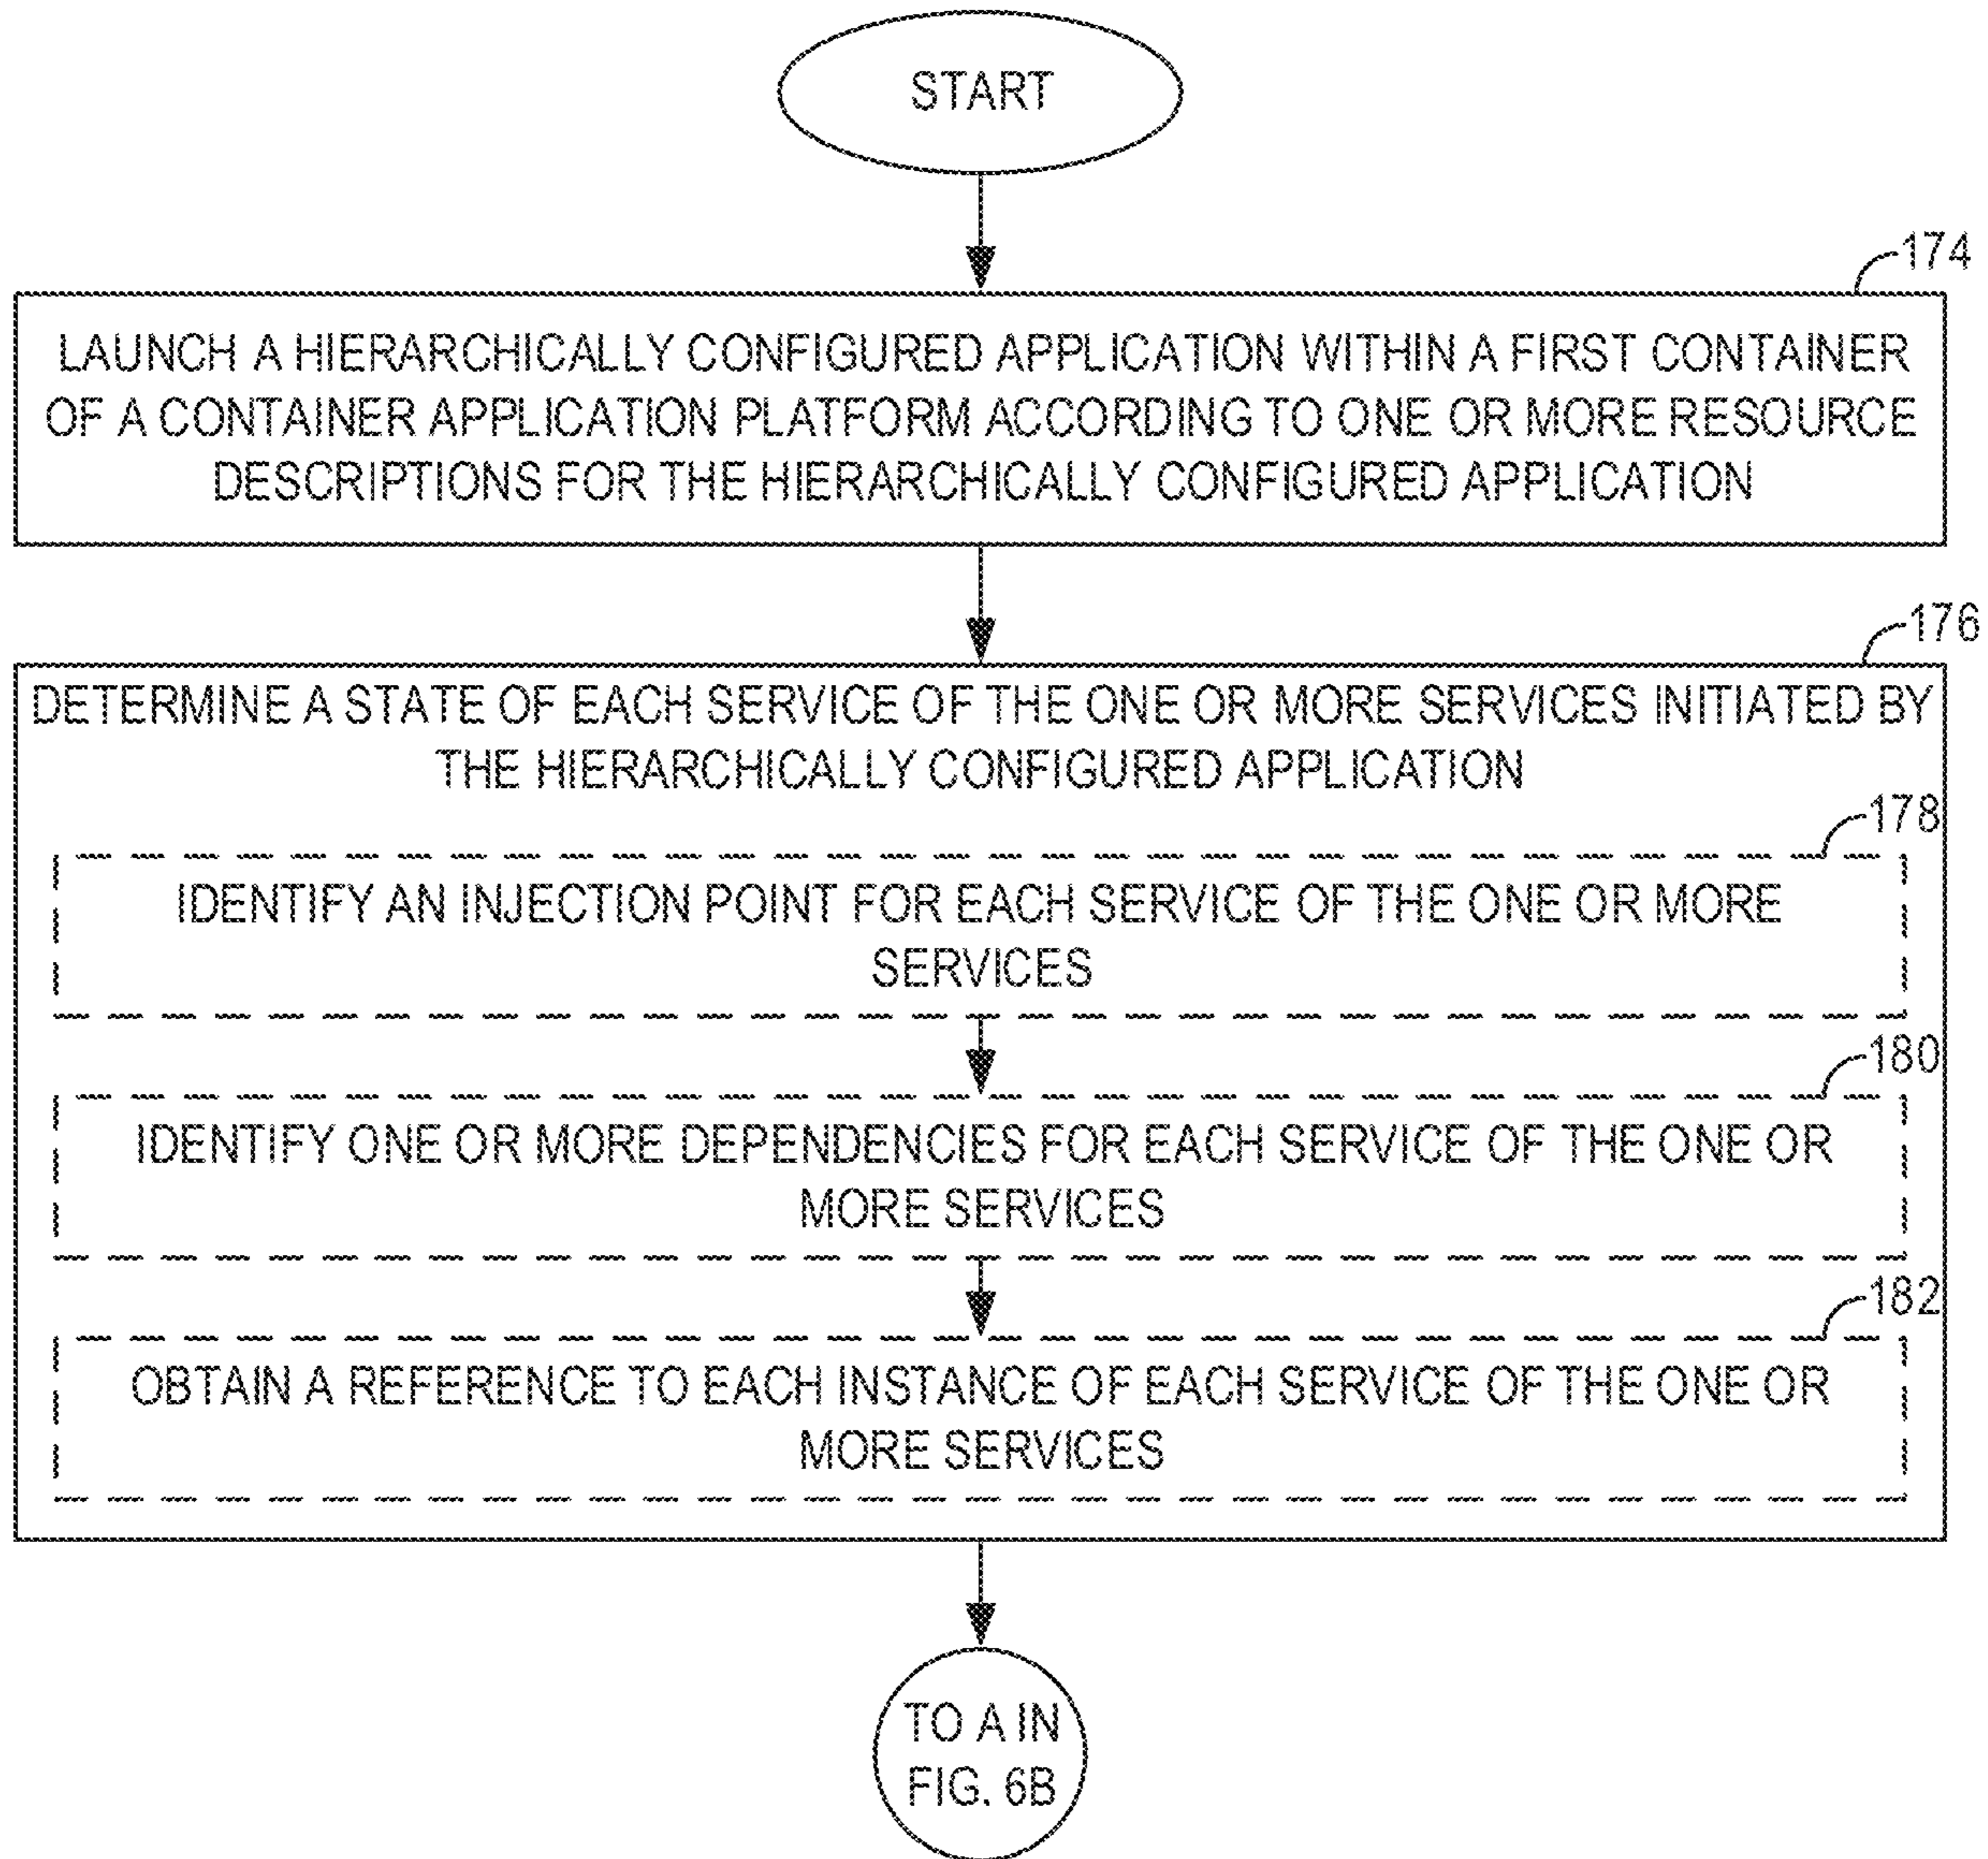 START
174
LAUNCH A HIERARCHICALLY CONFIGURED APPLICATION WITHIN A FIRST CONTAINER
OF A CONTAINER APPLICATION PLATFORM ACCORDING TO ONE OR MORE RESOURCE
DESCRIPTIONS FOR THE HIERARCHICALLY CONFIGURED APPLICATION
176
DETERMINE A STATE OF EACH SERVICE OF THE ONE OR MORE SERVICES INITIATED BY
THE HIERARCHICALLY CONFIGURED APPLICATION
178
IDENTIFY AN INJECTION POINT FOR EACH SERVICE OF THE ONE OR MORE
SERVICES
180
IDENTIFY ONE OR MORE DEPENDENCIES FOR EACH SERVICE OF THE ONE OR
MORE SERVICES
182
OBTAIN A REFERENCE TO EACH INSTANCE OF EACH SERVICE OF THE ONE OR
MORE SERVICES
TO A IN
FIG. 6B